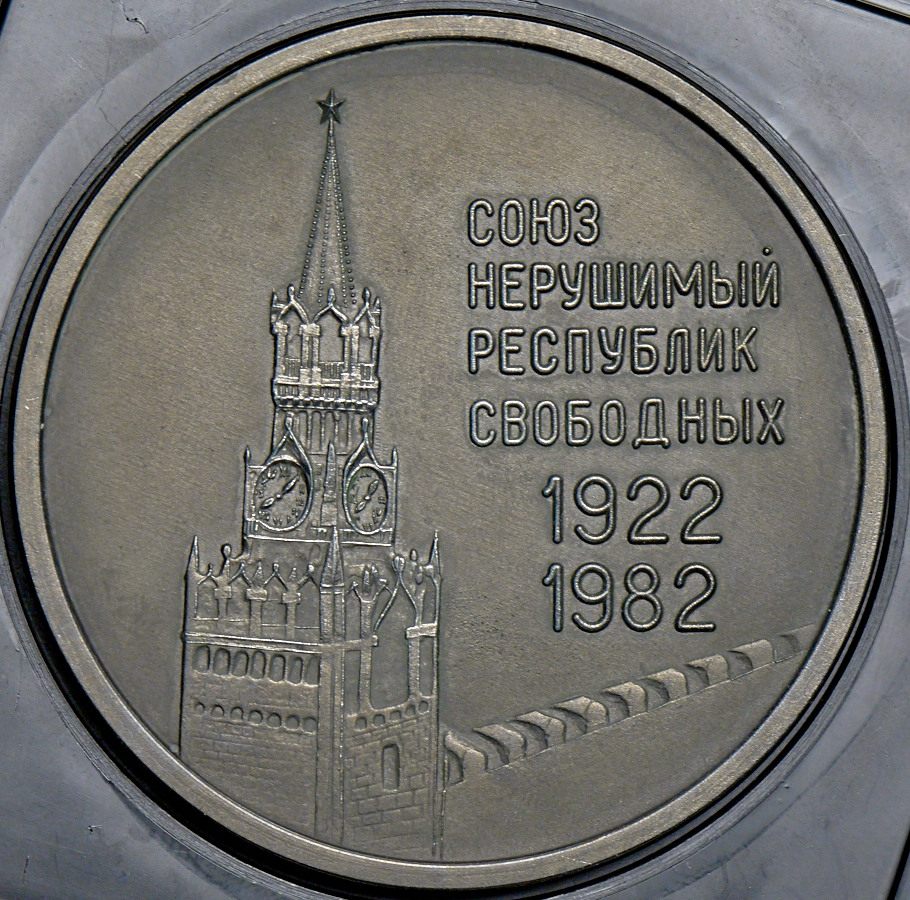 СОЮЗ
НЕРУШИМЫЙ
РЕСПУБЛИК
СВОБОДНЫХ
1922
1982